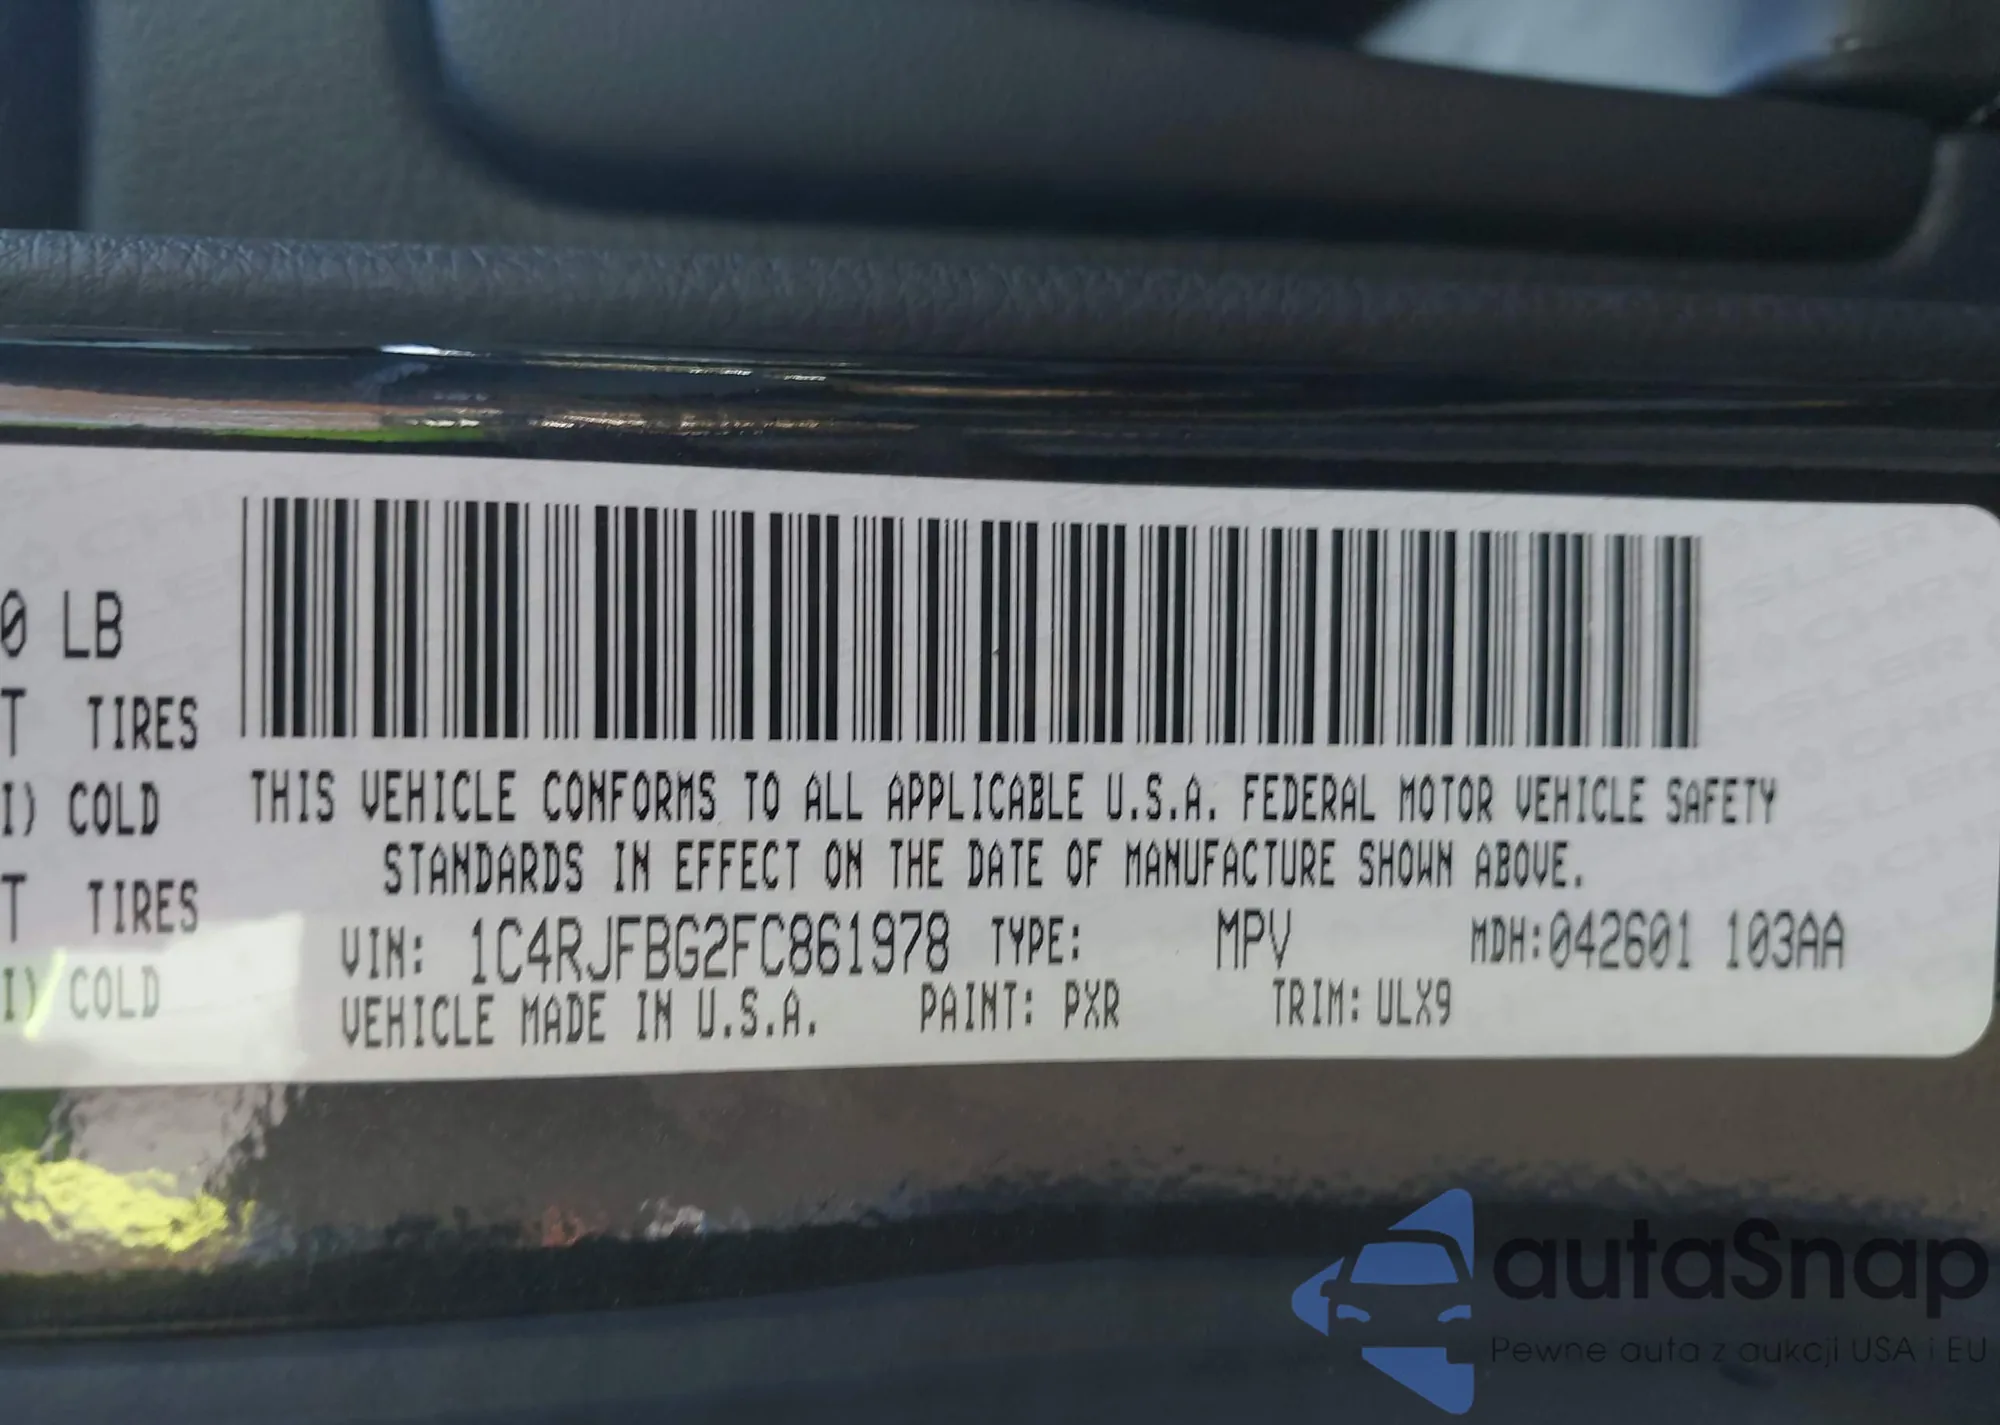 0 LB
T TIRES
I) COLD
T TIRES
I) COLD
THIS VEHICLE CONFORMS TO ALL APPLICABLE U.S.A. FEDERAL MOTOR VEHICLE SAFETY
STANDARDS IN EFFECT ON THE DATE OF MANUFACTURE SHOWN ABOVE.
VIN: 1C4RJFBG2FC861978 TYPE: MPV MDH:042601 103AA
VEHICLE MADE IN U.S.A. PAINT: PXR TRIM: ULX9
autaSnap
Pewne auta z aukcji USA i EU